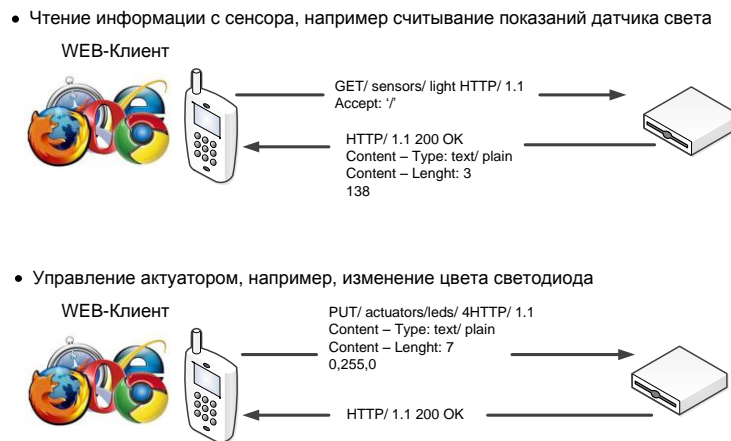 • Чтение информации с сенсора, например считывание показаний датчика света
WEB-Клиент
GET/ sensors/ light HTTP/ 1.1
Accept: ‘/’
HTTP/ 1.1 200 OK
Content – Type: text/ plain
Content – Lenght: 3
138
• Управление актуатором, например, изменение цвета светодиода
WEB-Клиент
PUT/ actuators/leds/ 4HTTP/ 1.1
Content – Type: text/ plain
Content – Lenght: 7
0,255,0
HTTP/ 1.1 200 OK